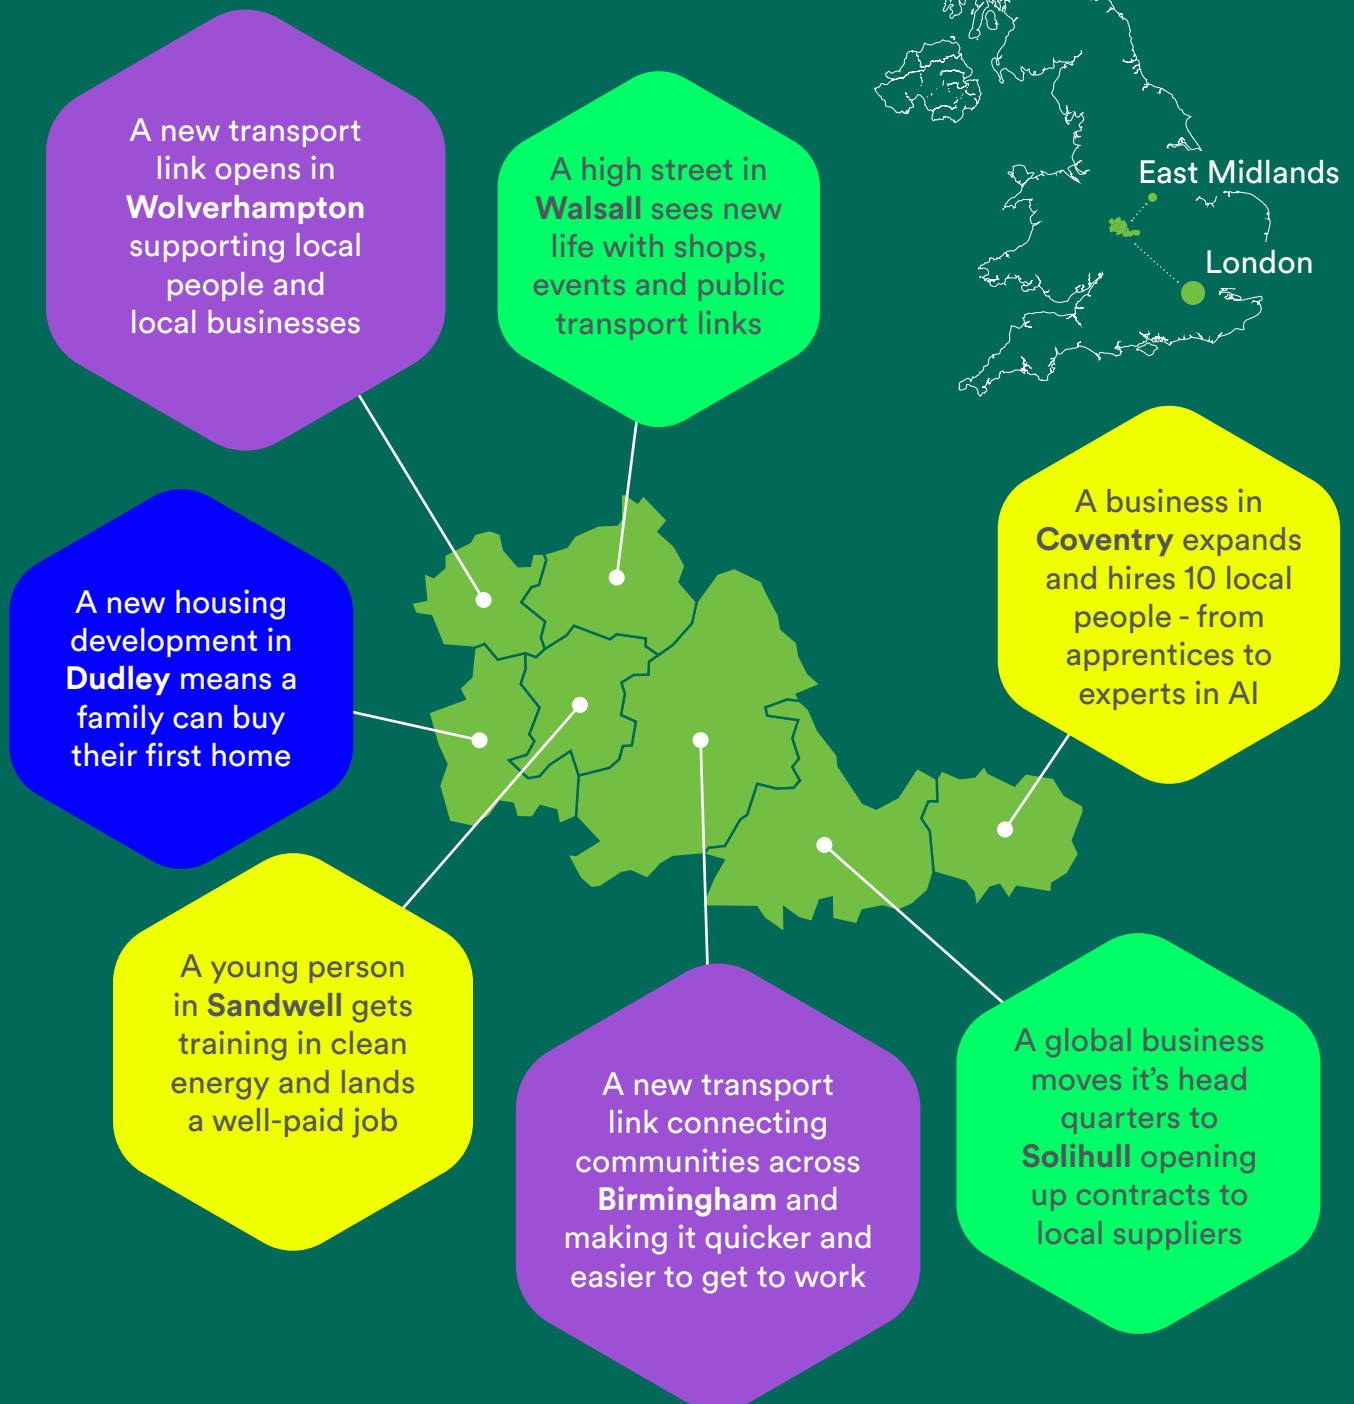 A new transport
link opens in
Wolverhampton
supporting local
people and
local businesses
A high street in
Walsall sees new
life with shops,
events and public
transport links
East Midlands
London
A business in
Coventry expands
and hires 10 local
people - from
apprentices to
experts in AI
A new housing
development in
Dudley means a
family can buy
their first home
A young person
in Sandwell gets
training in clean
energy and lands
a well-paid job
A new transport
link connecting
communities across
Birmingham and
making it quicker and
easier to get to work
A global business
moves it’s head
quarters to
Solihull opening
up contracts to
local suppliers